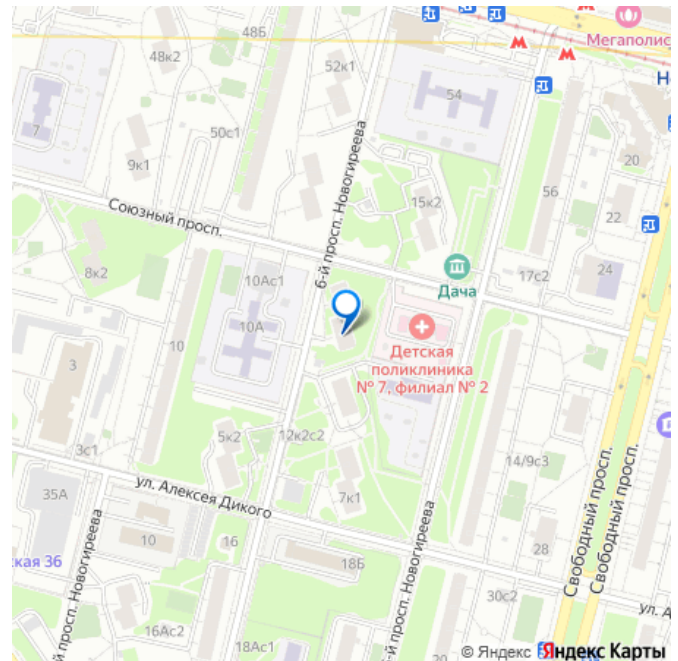 48Б
48к2
Мегаполис
52к1
54
7
50с1
9к1
20
56
15к2
22
Союзный просп.
6-й просп. Новогиреева
8к2
10Ас1
Дача
17с2
24
10А
10
Детская
поликлиника
№ 7, филиал № 2
3
5к2
12к2с2
3с1
14/9с3
35А
ул. Алексея Дикого
7к1
Свободный просп.
Свободный просп.
ская 36
10
16
18Б
28
й просп. Новогиреева
-й просп. Новогиреева
30с2
ул. А
16Ас2
18Ас1
© Яндекс Яндекс Карты